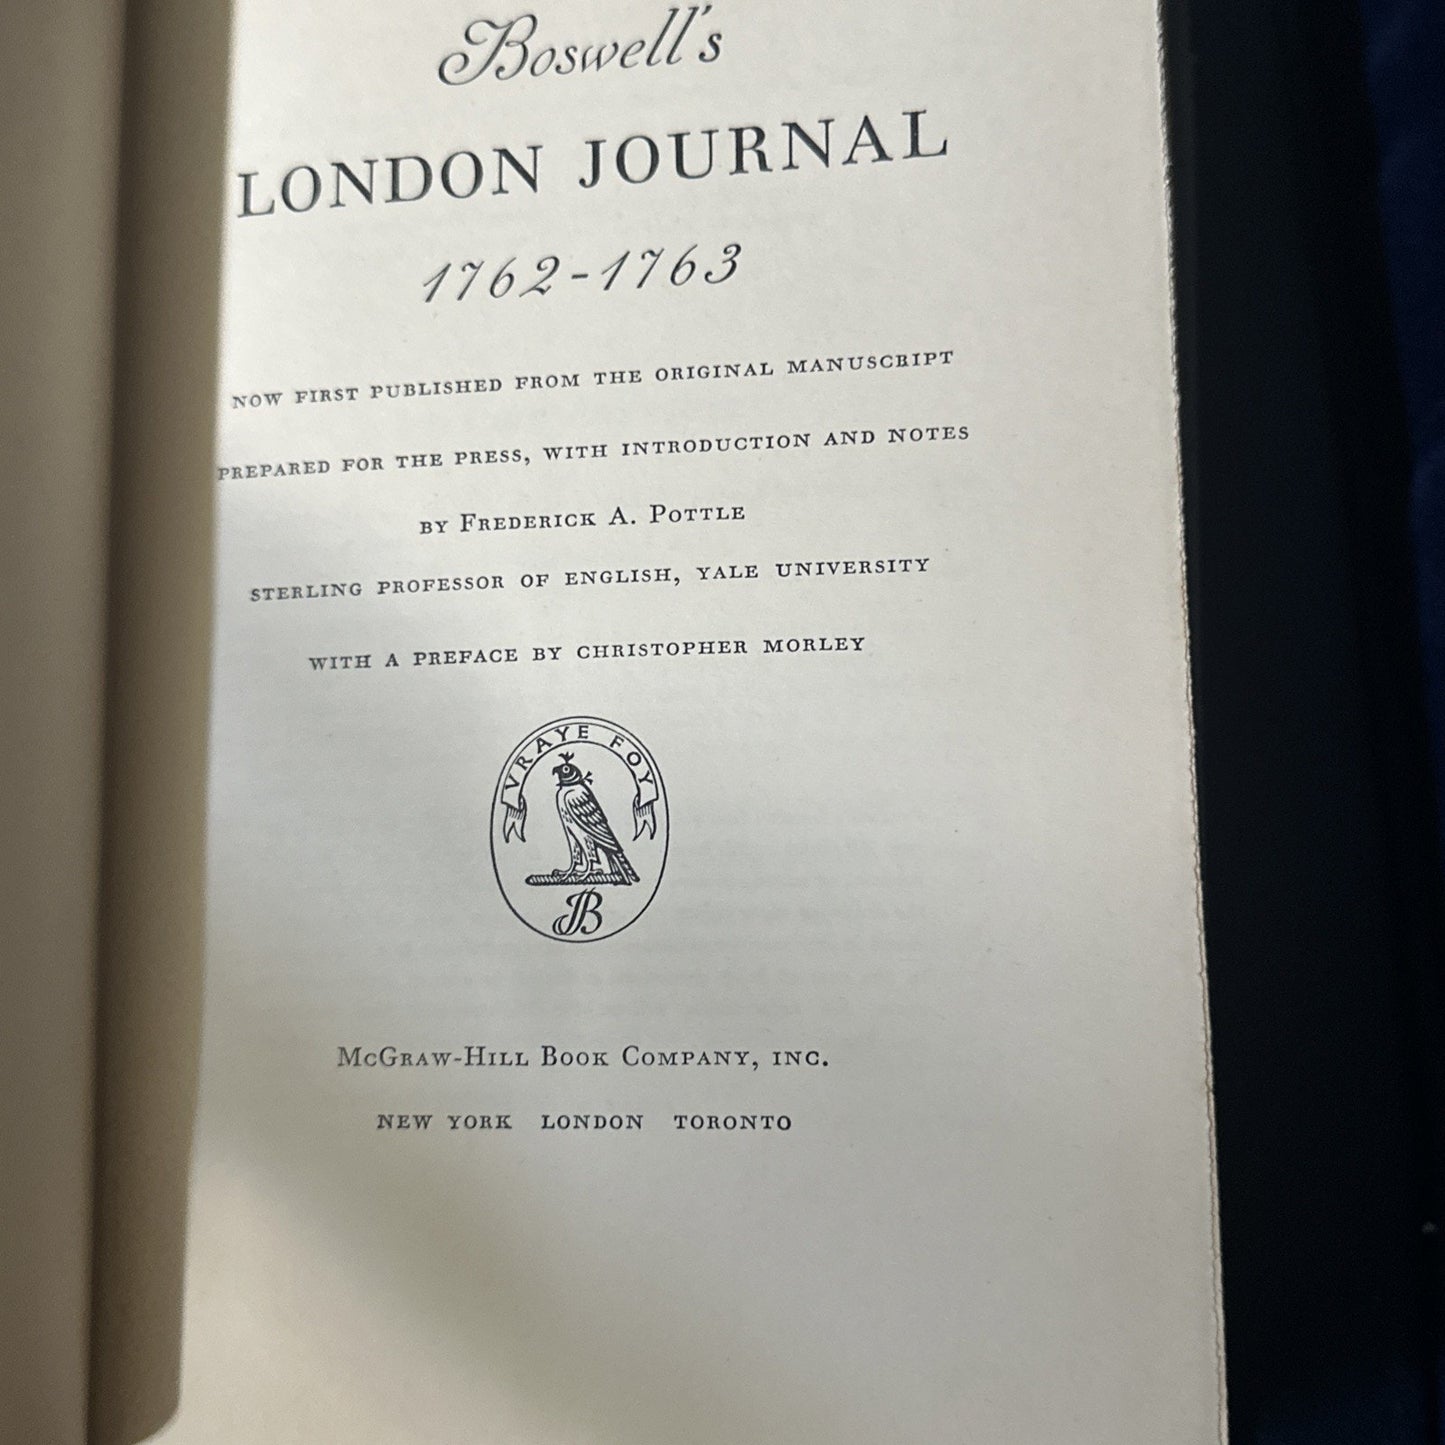 Boswell's
LONDON JOURNAL
1762-1763
NOW FIRST PUBLISHED FROM THE ORIGINAL MANUSCRIPT
PREPARED FOR THE PRESS, WITH INTRODUCTION AND NOTES
BY FREDERICK A. POTTLE
STERLING PROFESSOR OF ENGLISH, YALE UNIVERSITY
WITH A PREFACE BY CHRISTOPHER MORLEY
VRAYE FOY
JB
McGRAW-HILL BOOK COMPANY, INC.
NEW YORK LONDON TORONTO